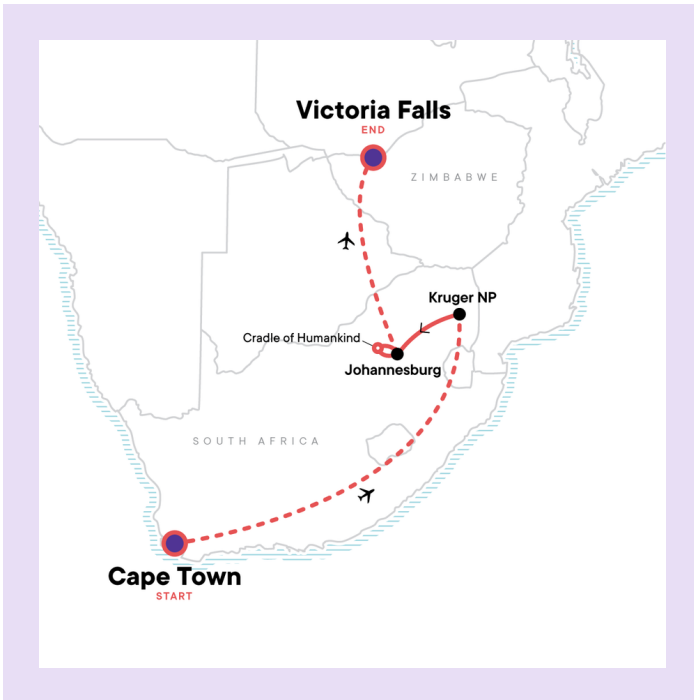 Victoria Falls
END
ZIMBABWE
Kruger NP
Cradle of Humankind
Johannesburg
SOUTH AFRICA
Cape Town
START